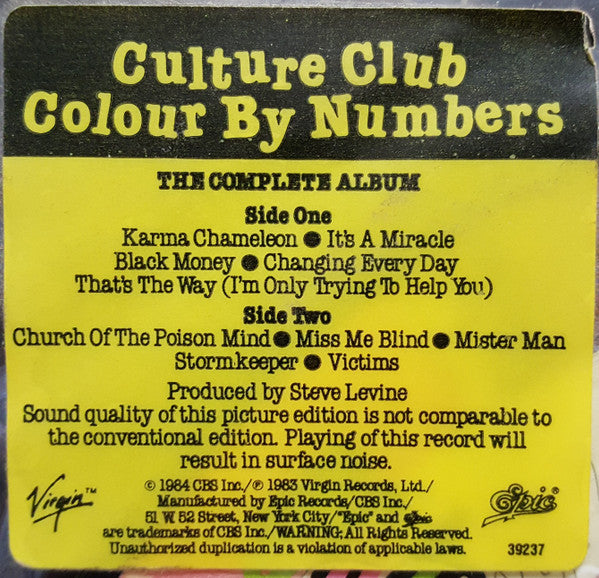 Culture Club
Colour By Numbers
THE COMPLETE ALBUM
Side One
Karma Chameleon ● It's A Miracle
Black Money ● Changing Every Day
That's The Way (I'm Only Trying To Help You)
Side Two
Church Of The Poison Mind ● Miss Me Blind ● Mister Man
Stormkeeper ● Victims
Produced by Steve Levine
Sound quality of this picture edition is not comparable to
the conventional edition. Playing of this record will
result in surface noise.
© 1984 CBS Inc./℗ 1983 Virgin Records, Ltd./
Manufactured by Epic Records/CBS Inc./
51 W. 52 Street, New York City/"Epic" and Epic
are trademarks of CBS Inc./WARNING: All Rights Reserved.
Unauthorized duplication is a violation of applicable laws.
Virgin™
Epic®
39237